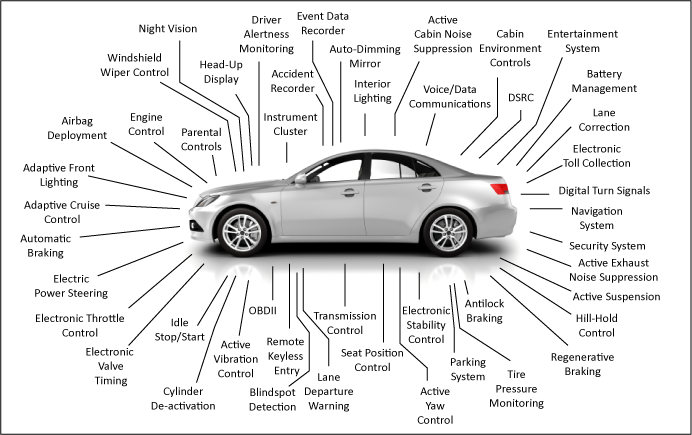 Night Vision
Driver
Alertness
Monitoring
Event Data
Recorder
Active
Cabin Noise
Suppression
Cabin
Environment
Controls
Entertainment
System
Windshield
Wiper Control
Head-Up
Display
Accident
Recorder
Auto-Dimming
Mirror
Interior
Lighting
Voice/Data
Communications
DSRC
Battery
Management
Airbag
Deployment
Engine
Control
Parental
Controls
Instrument
Cluster
Lane
Correction
Electronic
Toll Collection
Adaptive Front
Lighting
Digital Turn Signals
Adaptive Cruise
Control
Navigation
System
Automatic
Braking
Security System
Electric
Power Steering
Active Exhaust
Noise Suppression
Active Suspension
Electronic Throttle
Control
Hill-Hold
Control
Electronic
Valve
Timing
Idle
Stop/Start
Active
Vibration
Control
OBDII
Remote
Keyless
Entry
Transmission
Control
Seat Position
Control
Electronic
Stability
Control
Antilock
Braking
Regenerative
Braking
Cylinder
De-activation
Blindspot
Detection
Lane
Departure
Warning
Active
Yaw
Control
Parking
System
Tire
Pressure
Monitoring